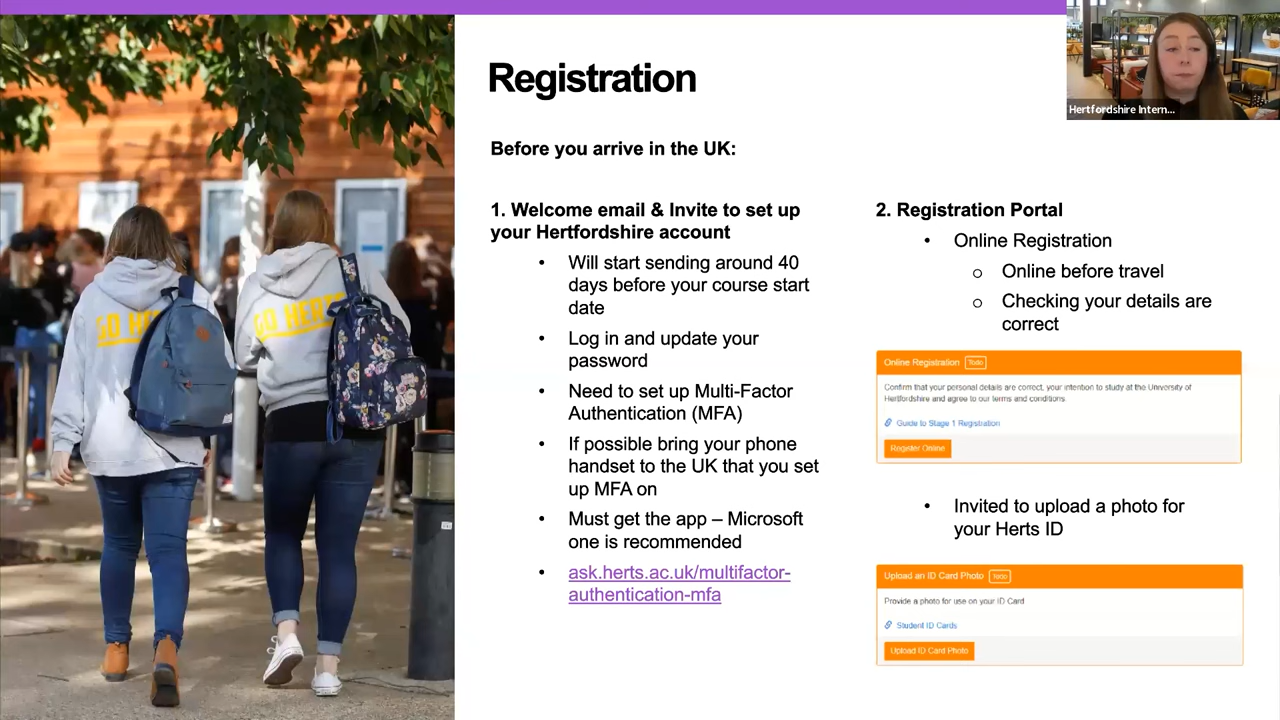 Registration
Hertfordshire Intern...
Before you arrive in the UK:
1. Welcome email & Invite to set up
your Hertfordshire account
• Will start sending around 40
days before your course start
date
• Log in and update your
password
• Need to set up Multi-Factor
Authentication (MFA)
• If possible bring your phone
handset to the UK that you set
up MFA on
• Must get the app – Microsoft
one is recommended
• ask.herts.ac.uk/multifactor-
authentication-mfa
2. Registration Portal
• Online Registration
o Online before travel
o Checking your details are
correct
Online Registration Todo
Confirm that your personal details are correct, your intention to study at the University of
Hertfordshire and agree to our terms and conditions.
Guide to Stage 1 Registration
Register Online
• Invited to upload a photo for
your Herts ID
Upload an ID Card Photo Todo
Provide a photo for use on your ID Card
Student ID Cards
Upload ID Card Photo
GO HE
GO HER